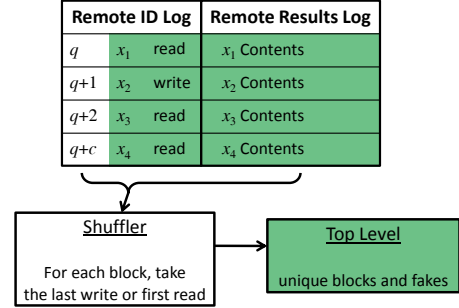 Remote ID Log Remote Results Log
q x1 read x1 Contents
q+1 x2 write x2 Contents
q+2 x3 read x3 Contents
q+c x4 read x4 Contents
Shuffler
For each block, take
the last write or first read
Top Level
unique blocks and fakes